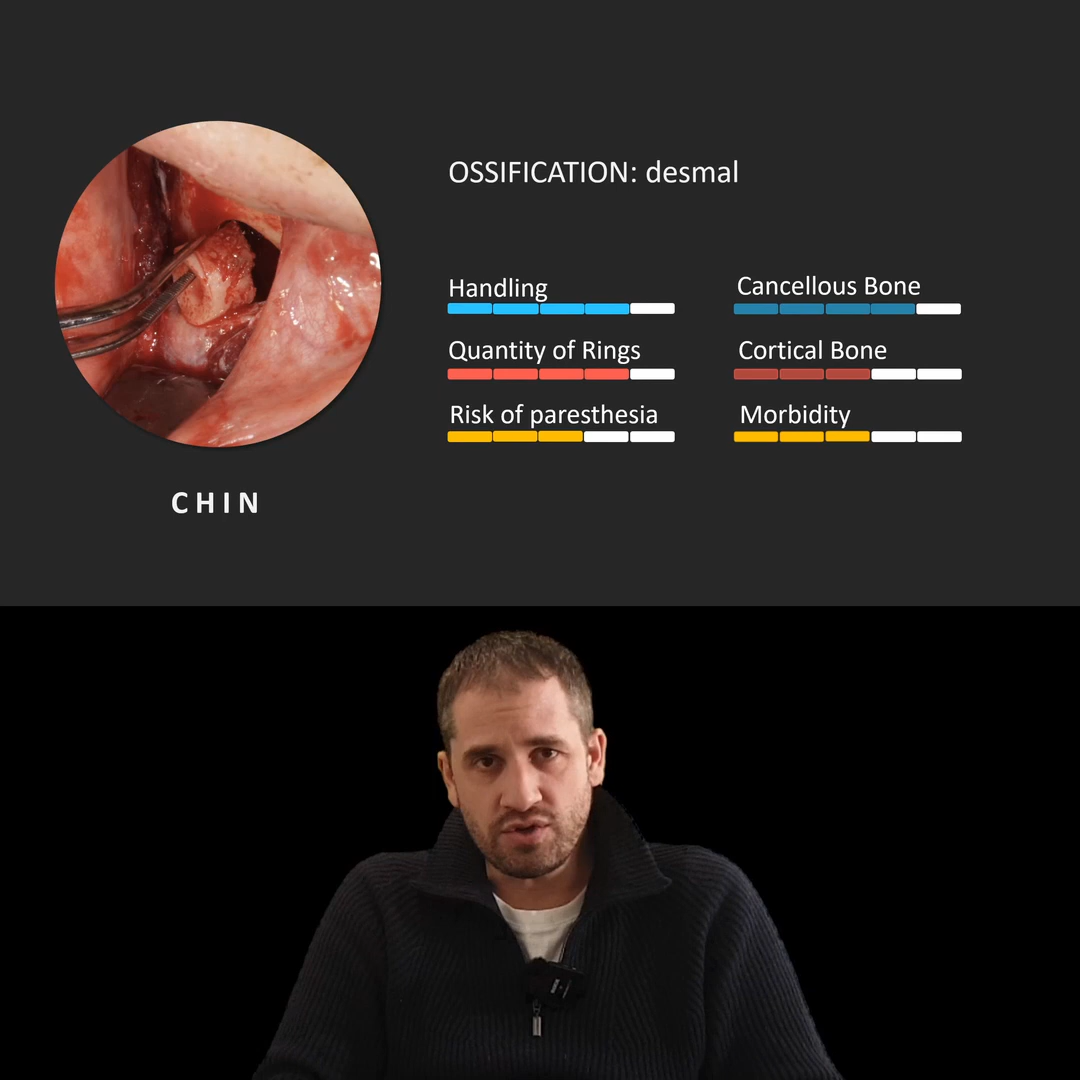 OSSIFICATION: desmal
Handling
Cancellous Bone
Quantity of Rings
Cortical Bone
Risk of paresthesia
Morbidity
CHIN